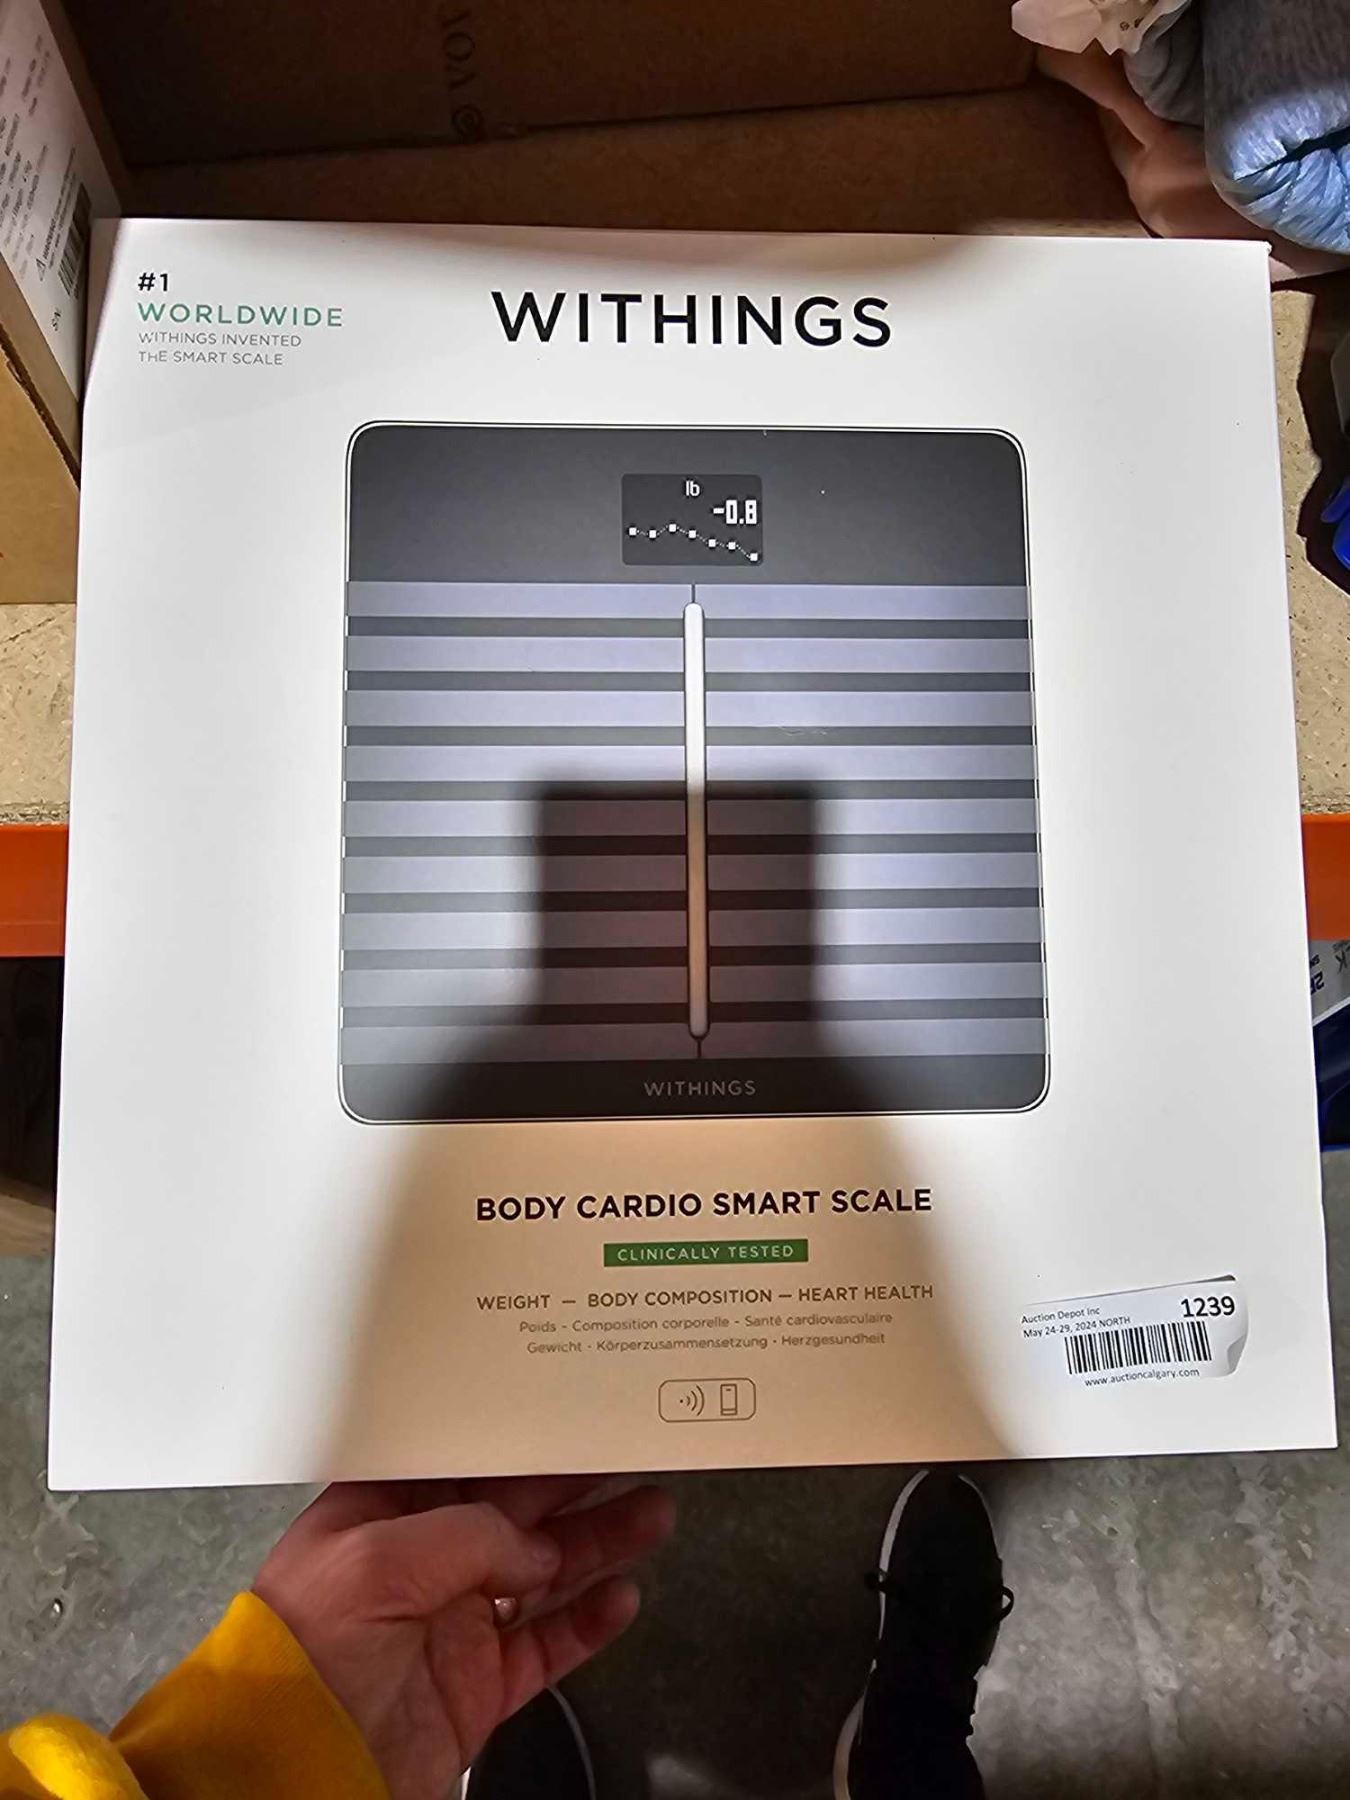 #1
WORLDWIDE
WITHINGS INVENTED
THE SMART SCALE
WITHINGS
lb
-0.8
WITHINGS
BODY CARDIO SMART SCALE
CLINICALLY TESTED
WEIGHT — BODY COMPOSITION — HEART HEALTH
Poids - Composition corporelle - Santé cardiovasculaire
Gewicht - Körperzusammensetzung - Herzgesundheit
Auction Depot Inc
1239
May 24-29, 2024 NORTH
www.auctioncalgary.com